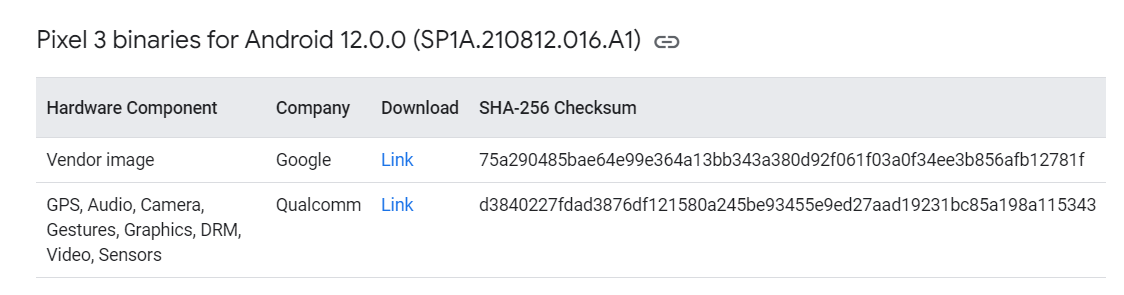 Pixel 3 binaries for Android 12.0.0 (SP1A.210812.016.A1)
Hardware Component Company Download SHA-256 Checksum
Vendor image Google Link 75a290485bae64e99e364a13bb343a380d92f061f03a0f34ee3b856afb12781f
GPS, Audio, Camera, Qualcomm Link d3840227fdad3876df121580a245be93455e9ed27aad19231bc85a198a115343
Gestures, Graphics, DRM,
Video, Sensors